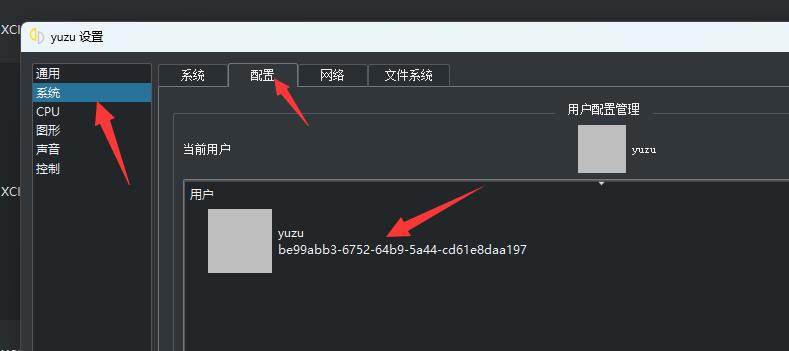 XCI
yuzu 设置
通用
系统
CPU
图形
声音
控制
系统
配置
网络
文件系统
用户配置管理
当前用户
yuzu
用户
yuzu
be99abb3-6752-64b9-5a44-cd61e8daa197
XCI